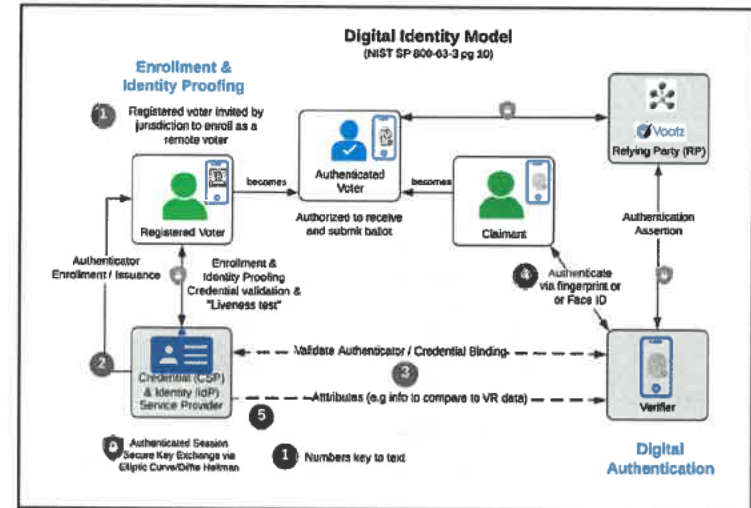 Digital Identity Model
(NIST SP 800-63-3 pg 10)
Enrollment &
Identity Proofing
1
Registered voter invited by
jurisdiction to enroll as a
remote voter
Registered Voter
becomes
Authenticated
Voter
Authorized to receive
and submit ballot
becomes
Claimant
Vootz
Relying Party (RP)
Authenticator
Enrollment / Issuance
Enrollment &
Identity Proofing
Credential validation &
"Liveness test"
4
Authenticate
via fingerprint or
or Face ID
Authentication
Assertion
2
Credential (CSP)
& Identity (IdP)
Service Provider
Validate Authenticator / Credential Binding
3
Attributes (e.g info to compare to VR data)
5
Verifier
Authenticated Session
Secure Key Exchange via
Elliptic Curve/Diffie Hellman
1
Numbers key to text
Digital
Authentication